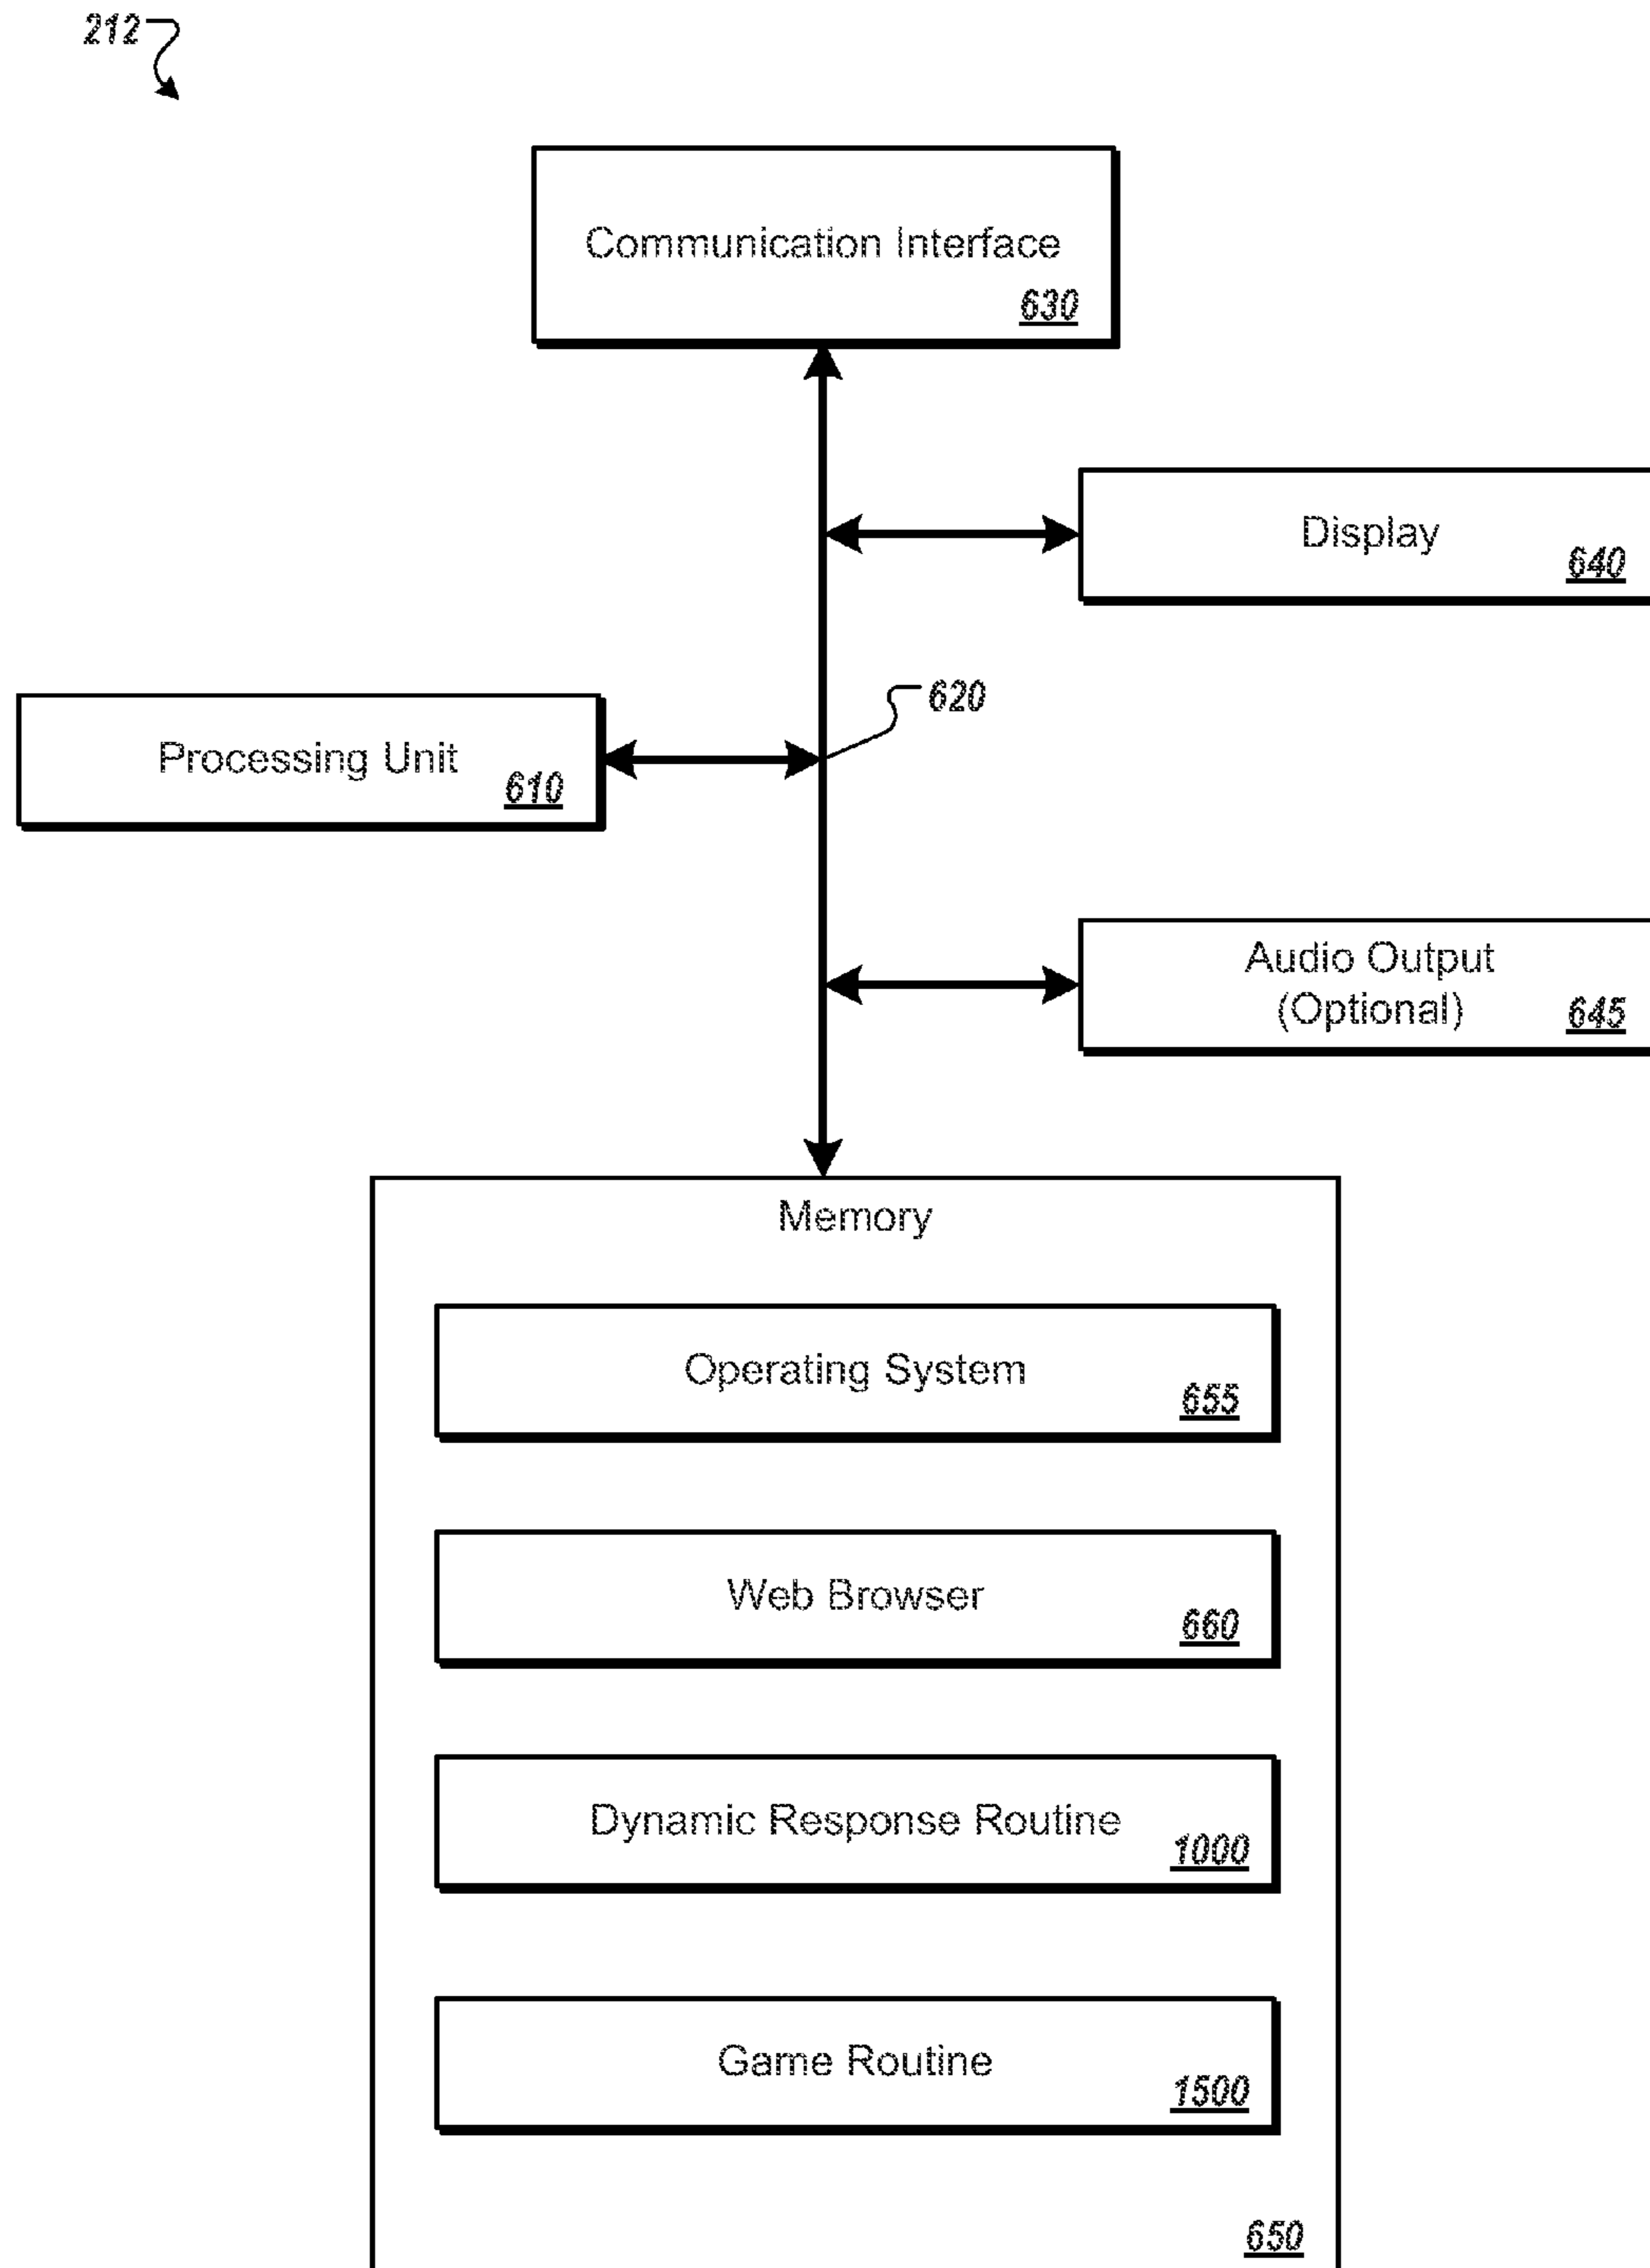 212
Communication Interface
630
Display
640
620
Processing Unit
610
Audio Output
(Optional)
645
Memory
Operating System
655
Web Browser
660
Dynamic Response Routine
1000
Game Routine
1500
650